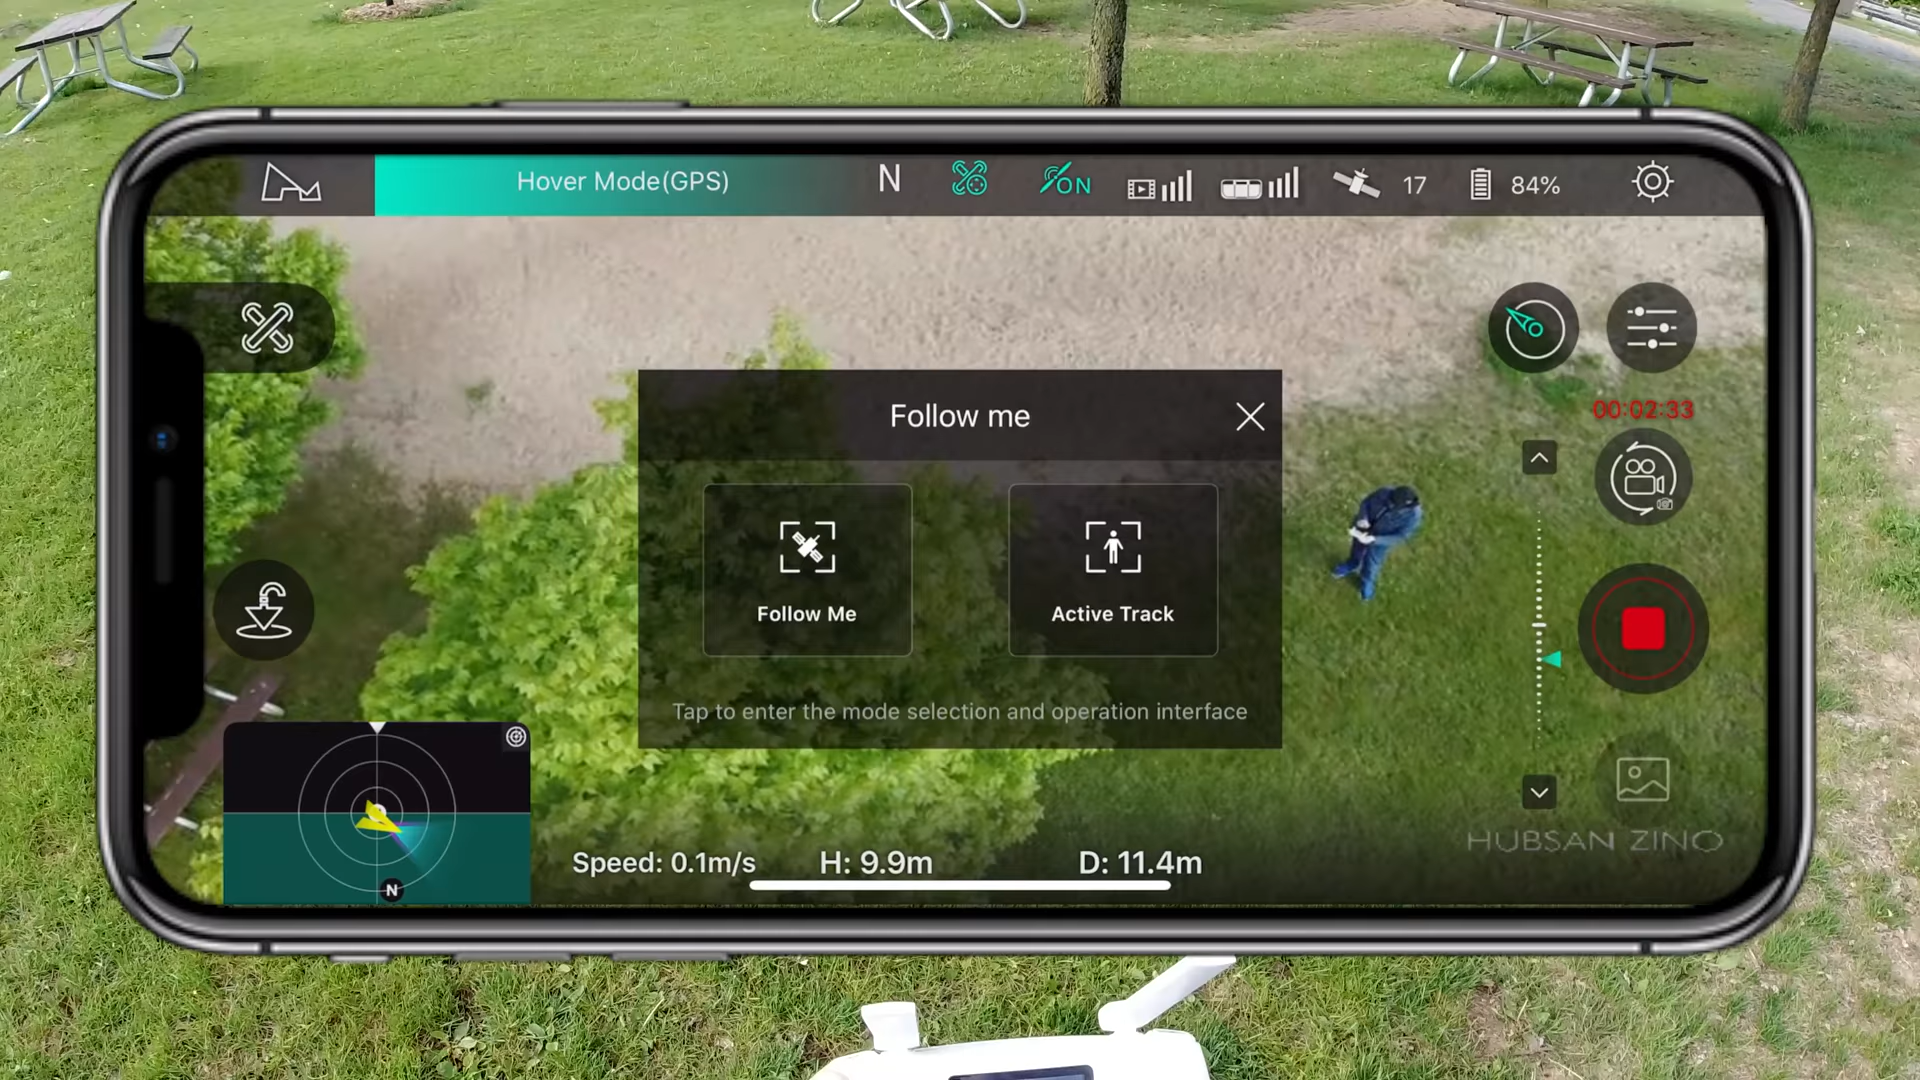 Hover Mode(GPS) N ON 17 84%
00:02:33
Follow me
Follow Me Active Track
Tap to enter the mode selection and operation interface
HUBSAN ZINO
Speed: 0.1m/s H: 9.9m D: 11.4m
N